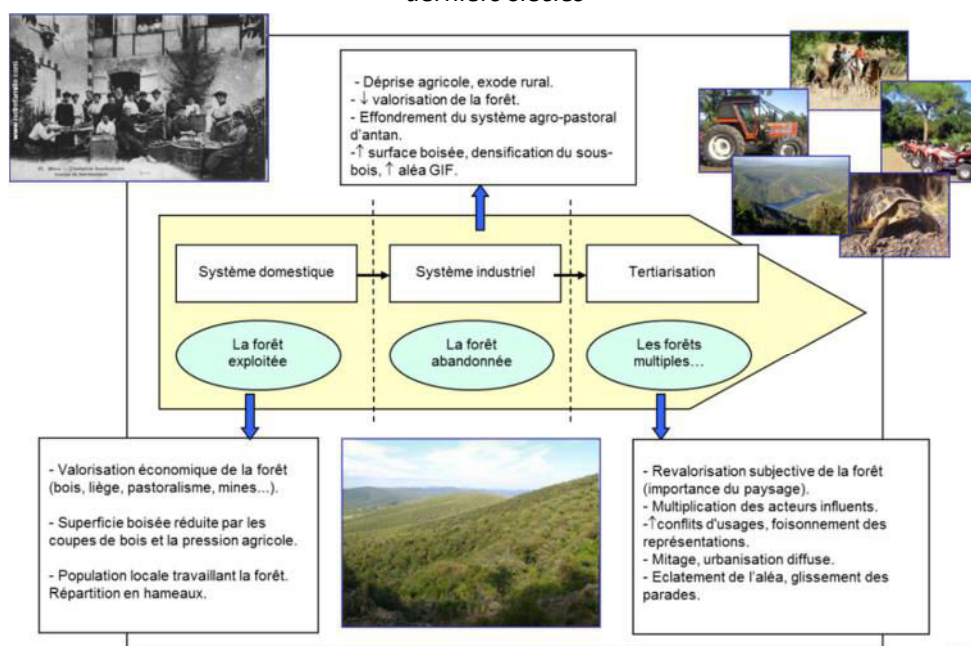 derniers siècles
www.notrefamille.com
- Déprise agricole, exode rural.
- ↓ valorisation de la forêt.
- Effondrement du système agro-pastoral
d'antan.
- ↑ surface boisée, densification du sous-
bois, ↑ aléa GIF.
Système domestique
Système industriel
Tertiarisation
La forêt
exploitée
La forêt
abandonnée
Les forêts
multiples...
- Valorisation économique de la forêt
(bois, liège, pastoralisme, mines...).
- Superficie boisée réduite par les
coupes de bois et la pression agricole.
- Population locale travaillant la forêt.
Répartition en hameaux.
- Revalorisation subjective de la forêt
(importance du paysage).
- Multiplication des acteurs influents.
-↑conflits d'usages, foisonnement des
représentations.
- Mitage, urbanisation diffuse.
- Eclatement de l'aléa, glissement des
parades.